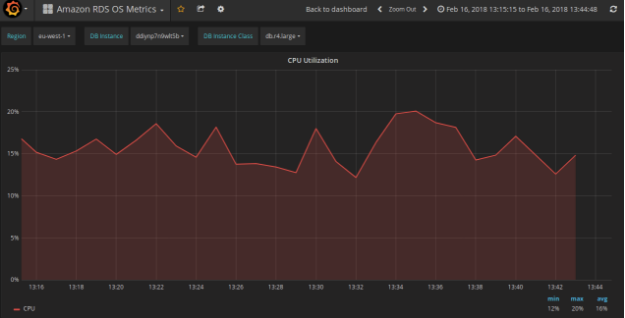 Amazon RDS OS Metrics Back to dashboard Zoom Out Feb 16, 2018 13:15:15 to Feb 16, 2018 13:44:48
Region eu-west-1 DB Instance DB Instance Class db.r4.large
CPU Utilization
25%
20%
15%
10%
5%
0%
13:16 13:18 13:20 13:22 13:24 13:26 13:28 13:30 13:32 13:34 13:36 13:38 13:40 13:42 13:44
min max avg
CPU 12% 20% 16%